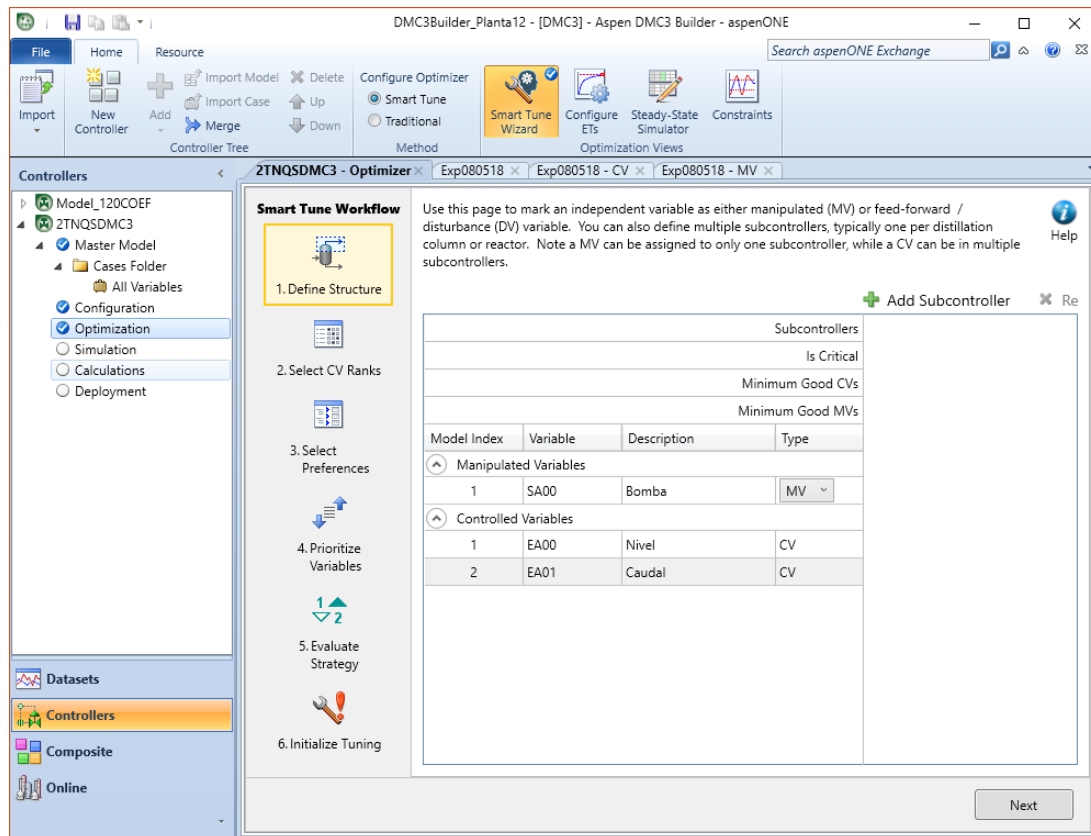 DMC3Builder_Planta12 - [DMC3] - Aspen DMC3 Builder - aspenONE
File Home Resource Search aspenONE Exchange
Import
New Controller
Add
Import Model
Import Case
Merge
Delete
Up
Down
Controller Tree
Configure Optimizer
Smart Tune
Traditional
Method
Smart Tune Wizard
Configure ETs
Steady-State Simulator
Constraints
Optimization Views
Controllers
Model_120COEF
2TNQSDMC3
Master Model
Cases Folder
All Variables
Configuration
Optimization
Simulation
Calculations
Deployment
Datasets
Controllers
Composite
Online
2TNQSDMC3 - Optimizer Exp080518 Exp080518 - CV Exp080518 - MV
Smart Tune Workflow
1. Define Structure
2. Select CV Ranks
3. Select
Preferences
4. Prioritize
Variables
1
2
5. Evaluate
Strategy
6. Initialize Tuning
Use this page to mark an independent variable as either manipulated (MV) or feed-forward /
disturbance (DV) variable. You can also define multiple subcontrollers, typically one per distillation
column or reactor. Note a MV can be assigned to only one subcontroller, while a CV can be in multiple
subcontrollers.
Help
Add Subcontroller Re
Subcontrollers
Is Critical
Minimum Good CVs
Minimum Good MVs
Model Index Variable Description Type
Manipulated Variables
1 SA00 Bomba MV
Controlled Variables
1 EA00 Nivel CV
2 EA01 Caudal CV
Next